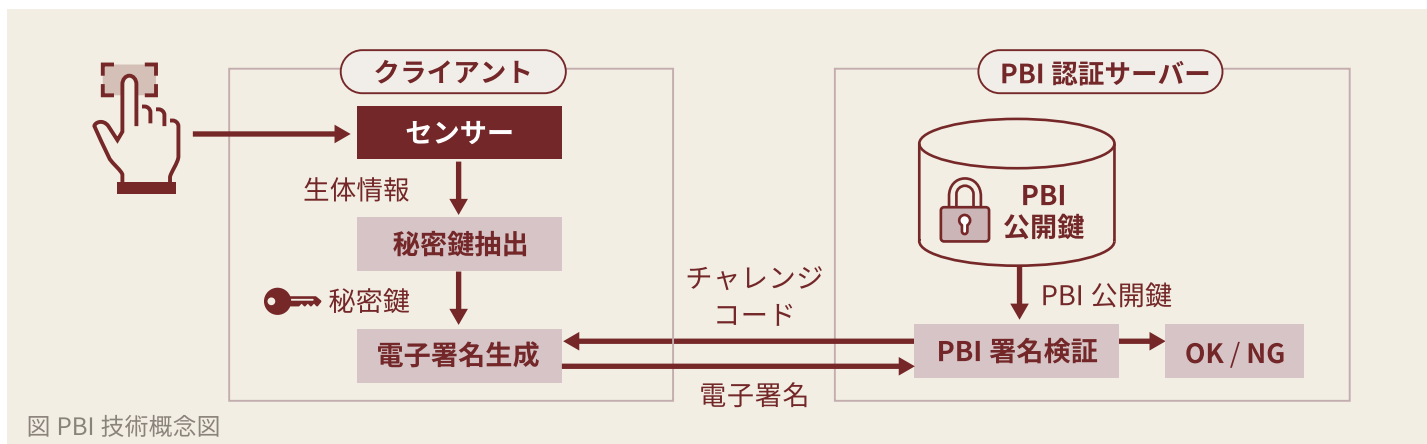 クライアント
センサー
生体情報
秘密鍵抽出
秘密鍵
電子署名生成
チャレンジ
コード
電子署名
PBI 認証サーバー
PBI
公開鍵
PBI 公開鍵
PBI 署名検証
OK / NG
図 PBI 技術概念図